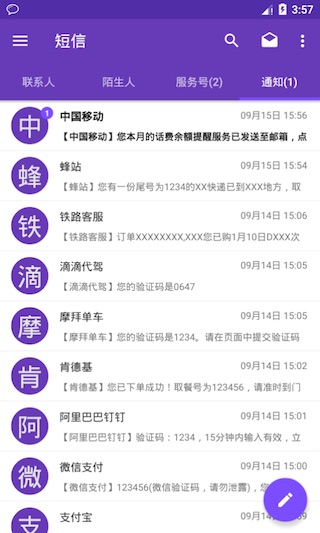 3:57
短信
联系人 陌生人 服务号(2) 通知(1)
中 1 中国移动 09月15日 15:56
【中国移动】您本月的话费余额提醒服务已发送至邮箱，点
蜂 蜂站 09月15日 15:54
【蜂站】您有一份尾号为1234的XX快递已到XXX地方，取
铁 铁路客服 09月14日 15:05
【铁路客服】订单XXXXXXXX,XXX您已购1月10日DXXX次
滴 滴滴代驾 09月14日 15:05
【滴滴代驾】您的验证码是0647
摩 摩拜单车 09月14日 15:05
【摩拜单车】您的验证码是1234。请在页面中提交验证码
肯 肯德基 09月14日 15:02
【肯德基】您已下单成功！取餐号为123456，请准时到门
阿 阿里巴巴钉钉 09月14日 15:01
【阿里巴巴钉钉】验证码：1234，15分钟内输入有效，立
微 微信支付 09月14日 15:00
【微信支付】123456(微信验证码，请勿泄露)，您
支 支付宝 09月14日